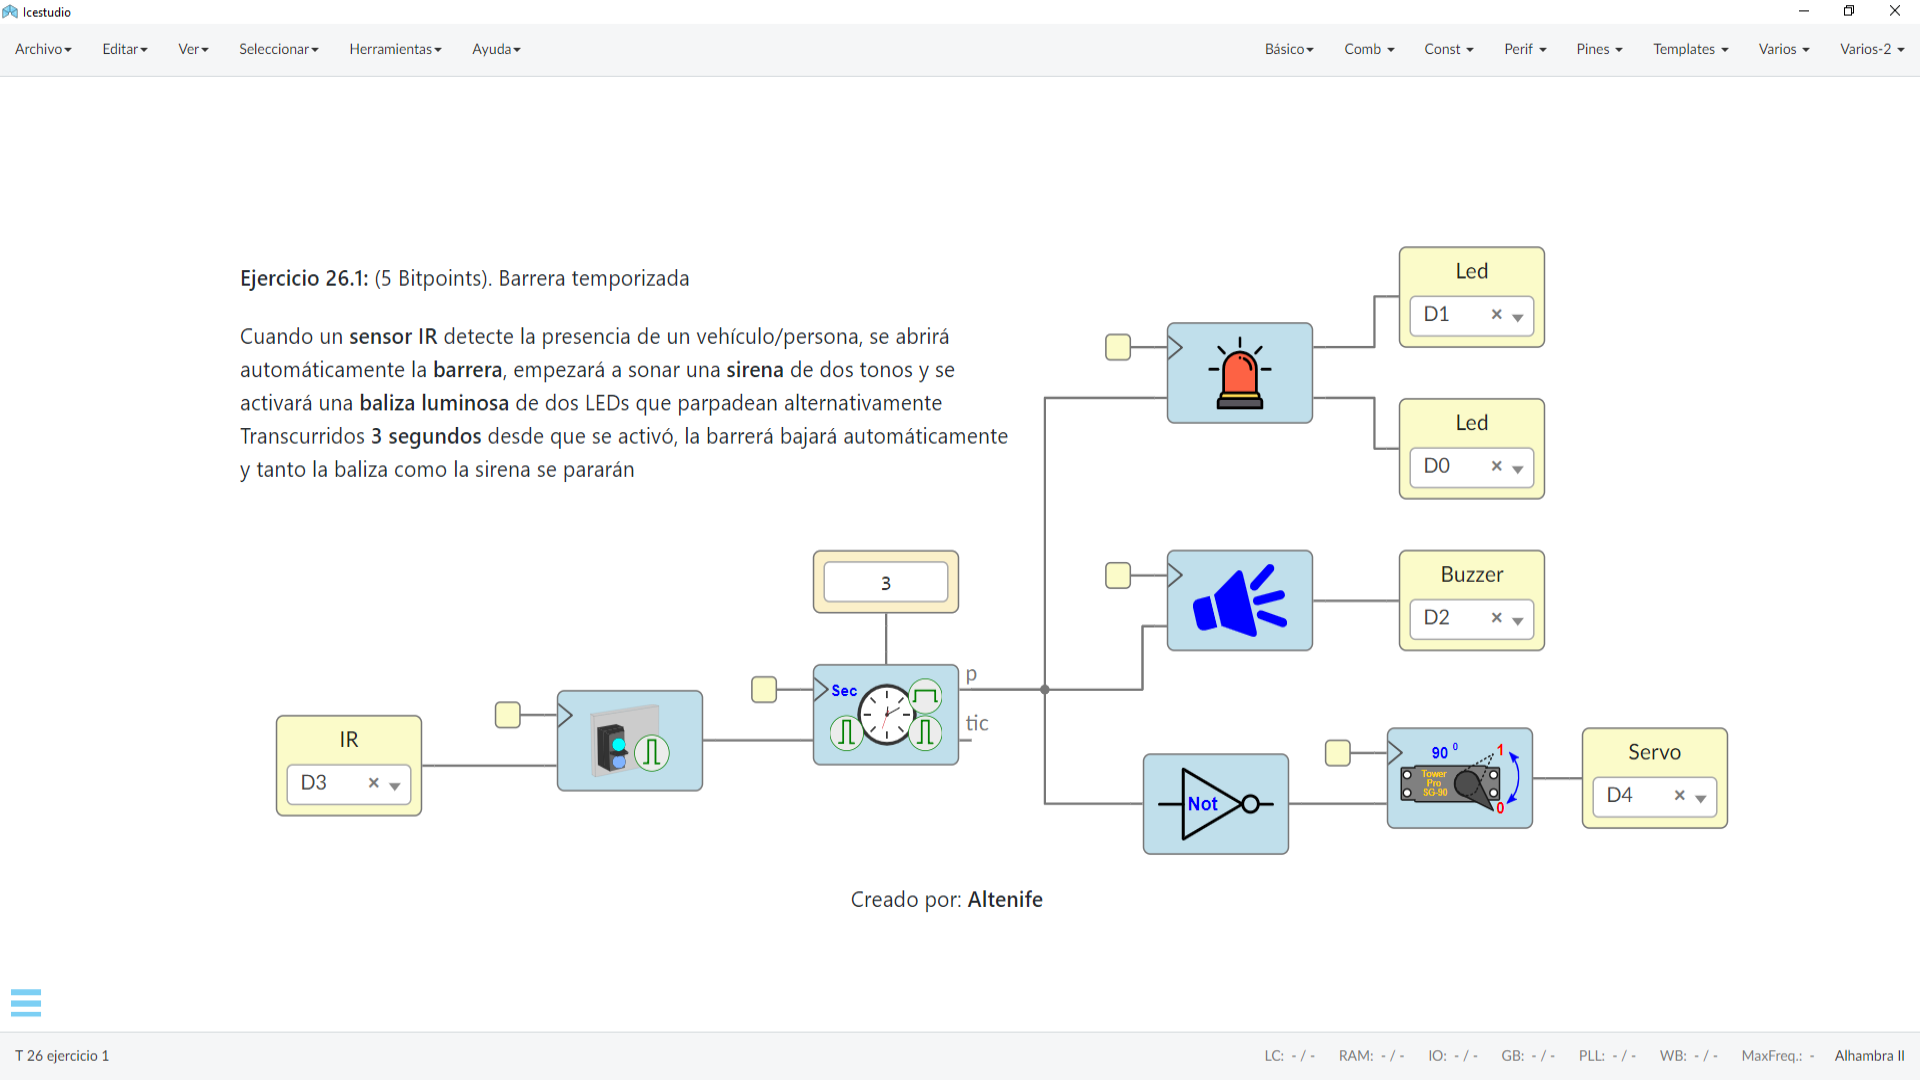 Icestudio
Archivo Editar Ver Seleccionar Herramientas Ayuda Básico Comb Const Perif Pines Templates Varios Varios-2
Ejercicio 26.1: (5 Bitpoints). Barrera temporizada
Cuando un sensor IR detecte la presencia de un vehículo/persona, se abrirá
automáticamente la barrera, empezará a sonar una sirena de dos tonos y se
activará una baliza luminosa de dos LEDs que parpadean alternativamente
Transcurridos 3 segundos desde que se activó, la barrerá bajará automáticamente
y tanto la baliza como la sirena se pararán
Led
D1
Led
D0
Buzzer
D2
3
Sec
p
tic
IR
D3
Not
90 0
1
Tower
Pro
SG-90
0
Servo
D4
Creado por: Altenife
T 26 ejercicio 1
LC: - / - RAM: - / - IO: - / - GB: - / - PLL: - / - WB: - / - MaxFreq.: - Alhambra II